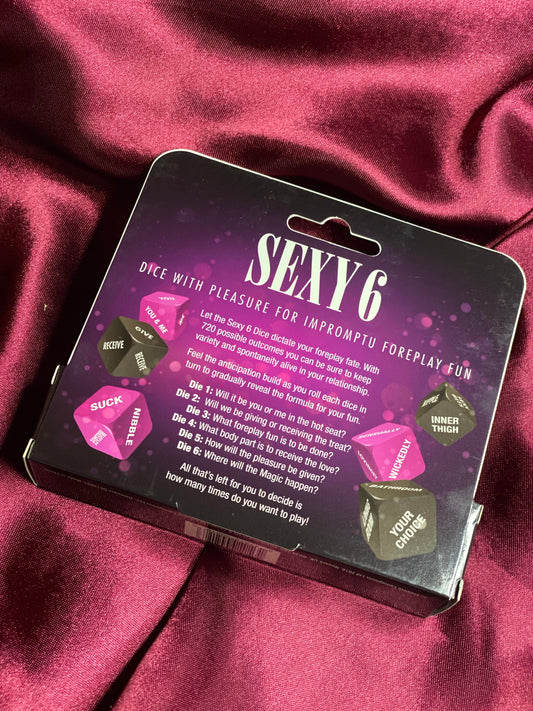 SEXY 6
DICE WITH PLEASURE FOR IMPROMPTU FOREPLAY FUN
Let the Sexy 6 Dice dictate your foreplay fate. With
720 possible outcomes you can be sure to keep
variety and spontaneity alive in your relationship.
Feel the anticipation build as you roll each dice in
turn to gradually reveal the formula for your fun.
Die 1: Will it be you or me in the hot seat?
Die 2: Will we be giving or receiving the treat?
Die 3: What foreplay fun is to be done?
Die 4: What body part is to receive the love?
Die 5: How will the pleasure be given?
Die 6: Where will the Magic happen?
All that's left for you to decide is
how many times do you want to play!
YOU
YOU & ME
GIVE
RECEIVE
RECEIVE
SUCK
NIBBLE
INNER
THIGH
WICKEDLY
BATHROOM
YOUR
CHOICE